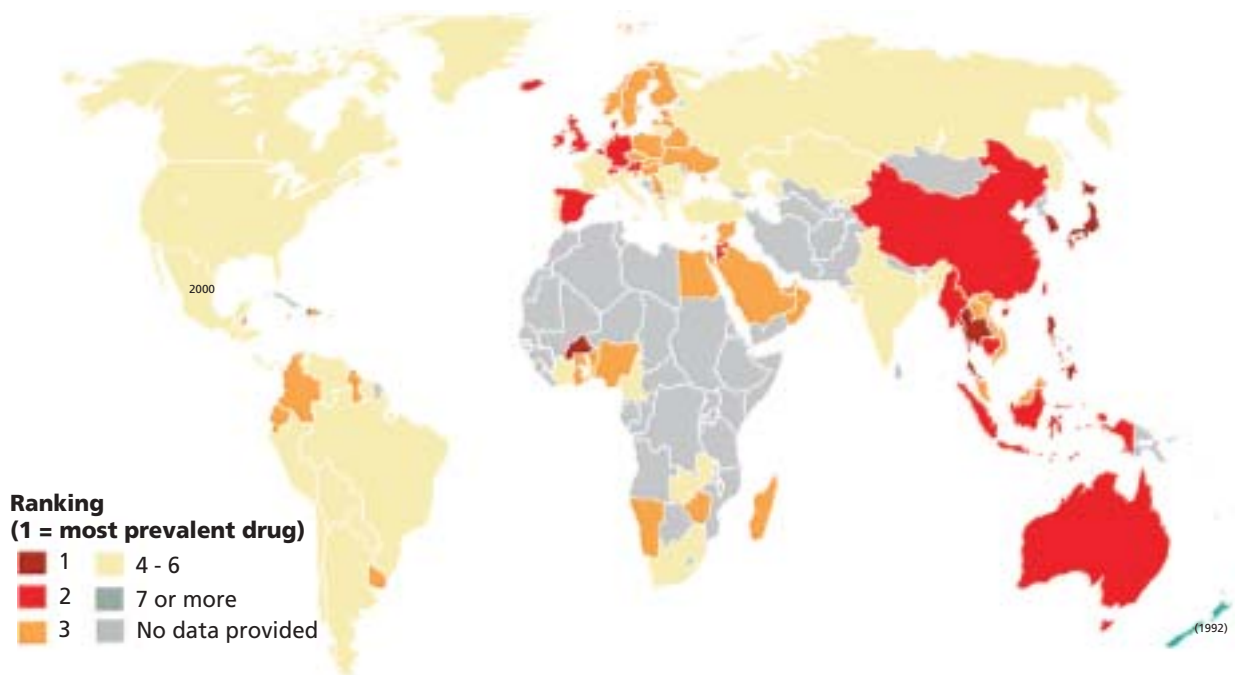 2000
Ranking
(1 = most prevalent drug)
1
4 - 6
2
7 or more
3
No data provided
(1992)